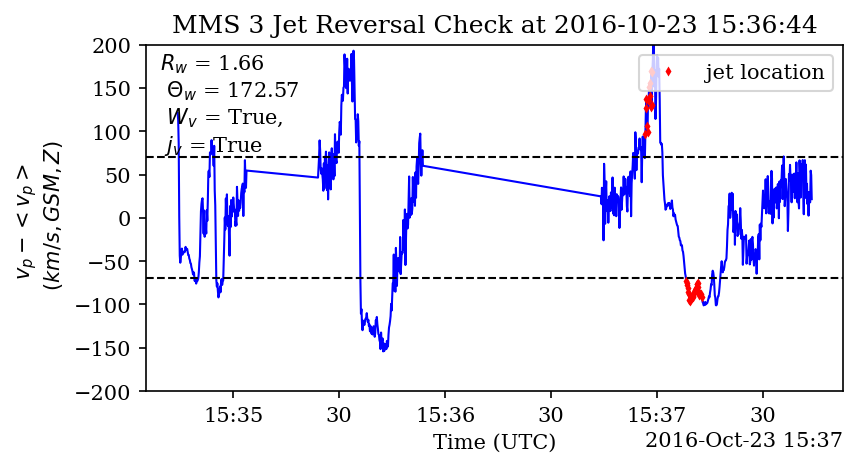 MMS 3 Jet Reversal Check at 2016-10-23 15:36:44
R_w = 1.66
Θ_w = 172.57
W_v = True,
j_v = True
jet location
200
150
100
50
0
−50
−100
−150
−200
v_p − <v_p>
(km/s, GSM, Z)
15:35
30
15:36
30
15:37
30
Time (UTC)
2016-Oct-23 15:37